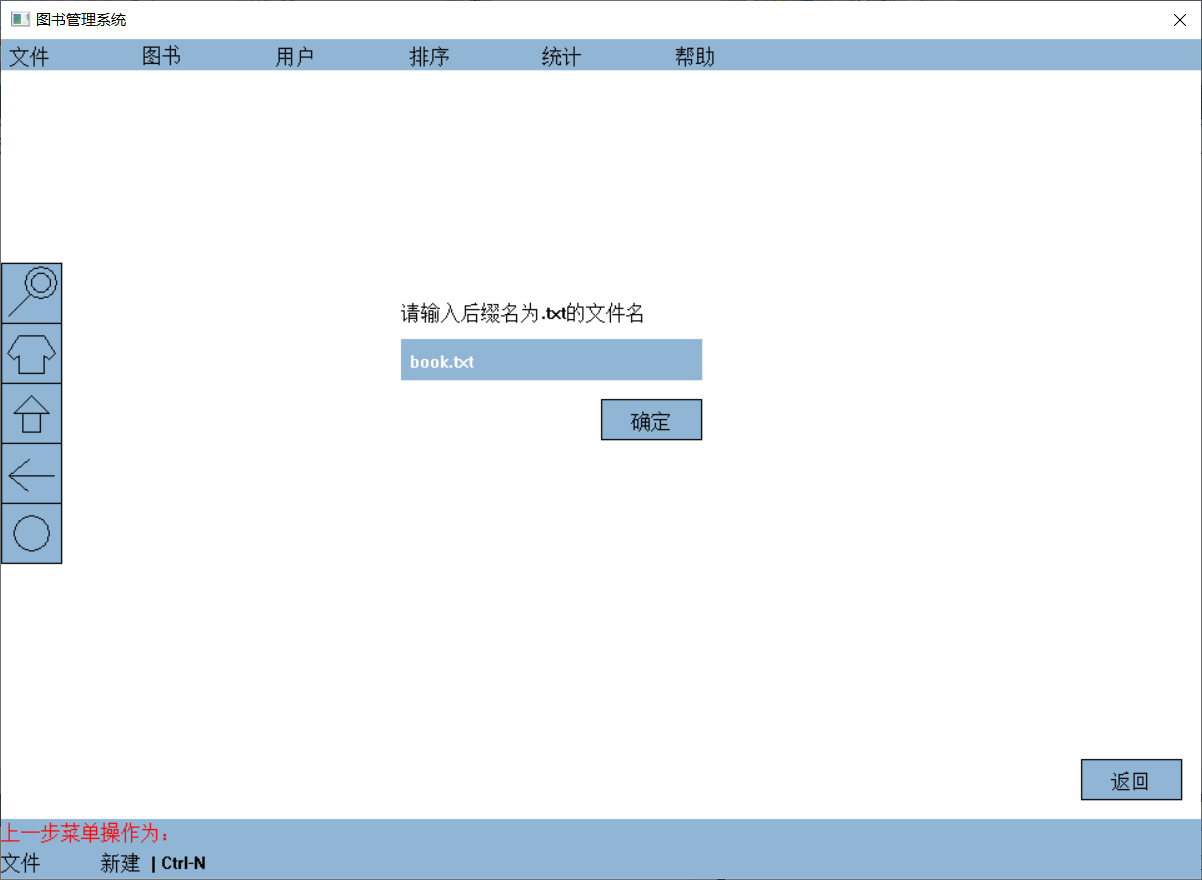 图书管理系统
文件 图书 用户 排序 统计 帮助
请输入后缀名为.txt的文件名
book.txt
确定
返回
上一步菜单操作为：
文件 新建 | Ctrl-N